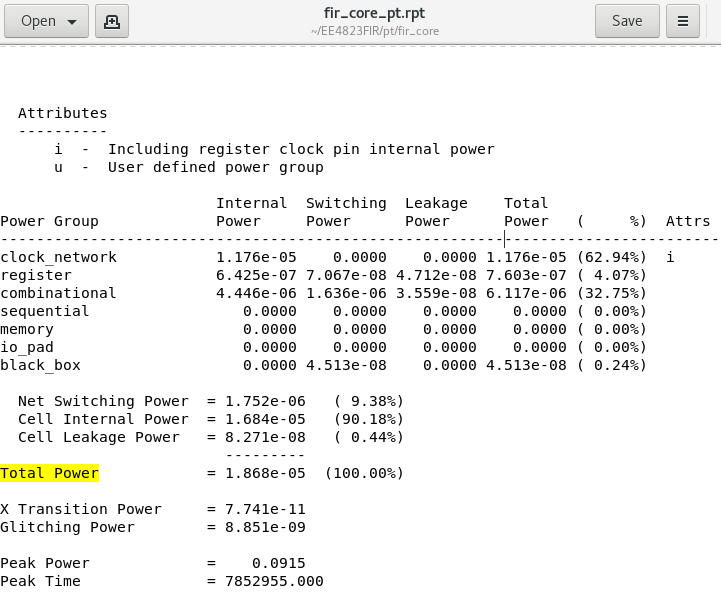 Open
fir_core_pt.rpt
~/EE4823FIR/pt/fir_core
Save
Attributes
----------
i  -  Including register clock pin internal power
u  -  User defined power group
Internal  Switching  Leakage    Total
Power Group             Power     Power      Power      Power   (     %)  Attrs
--------------------------------------------------------------------------------
clock_network           1.176e-05    0.0000    0.0000 1.176e-05 (62.94%)  i
register                6.425e-07 7.067e-08 4.712e-08 7.603e-07 ( 4.07%)
combinational           4.446e-06 1.636e-06 3.559e-08 6.117e-06 (32.75%)
sequential                 0.0000    0.0000    0.0000    0.0000 ( 0.00%)
memory                     0.0000    0.0000    0.0000    0.0000 ( 0.00%)
io_pad                     0.0000    0.0000    0.0000    0.0000 ( 0.00%)
black_box                  0.0000 4.513e-08    0.0000 4.513e-08 ( 0.24%)
Net Switching Power  = 1.752e-06   ( 9.38%)
Cell Internal Power  = 1.684e-05   (90.18%)
Cell Leakage Power   = 8.271e-08   ( 0.44%)
---------
Total Power            = 1.868e-05  (100.00%)
X Transition Power     = 7.741e-11
Glitching Power        = 8.851e-09
Peak Power             =    0.0915
Peak Time              = 7852955.000